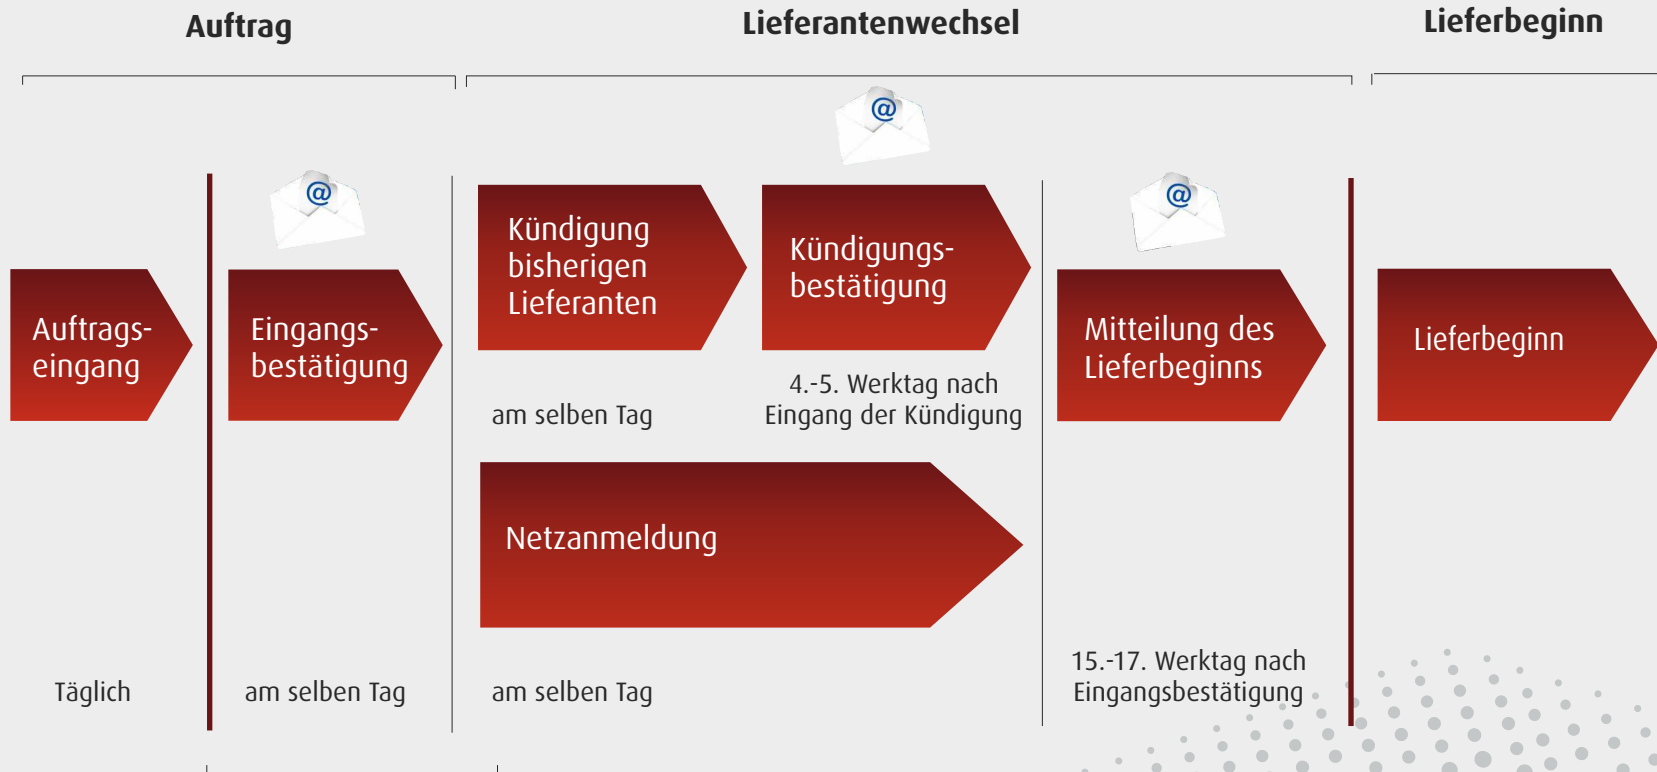 Auftrag
Lieferantenwechsel
Lieferbeginn
@
@
@
Auftrags-
eingang
Eingangs-
bestätigung
Kündigung
bisherigen
Lieferanten
Kündigungs-
bestätigung
Mitteilung des
Lieferbeginns
Lieferbeginn
am selben Tag
4.-5. Werktag nach
Eingang der Kündigung
Netzanmeldung
Täglich
am selben Tag
am selben Tag
15.-17. Werktag nach
Eingangsbestätigung